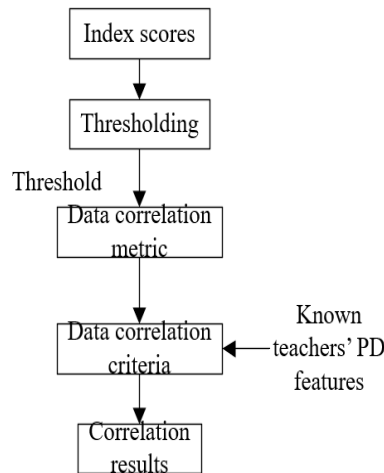 Index scores
Thresholding
Threshold
Data correlation
metric
Data correlation
criteria
Known
teachers' PD
features
Correlation
results